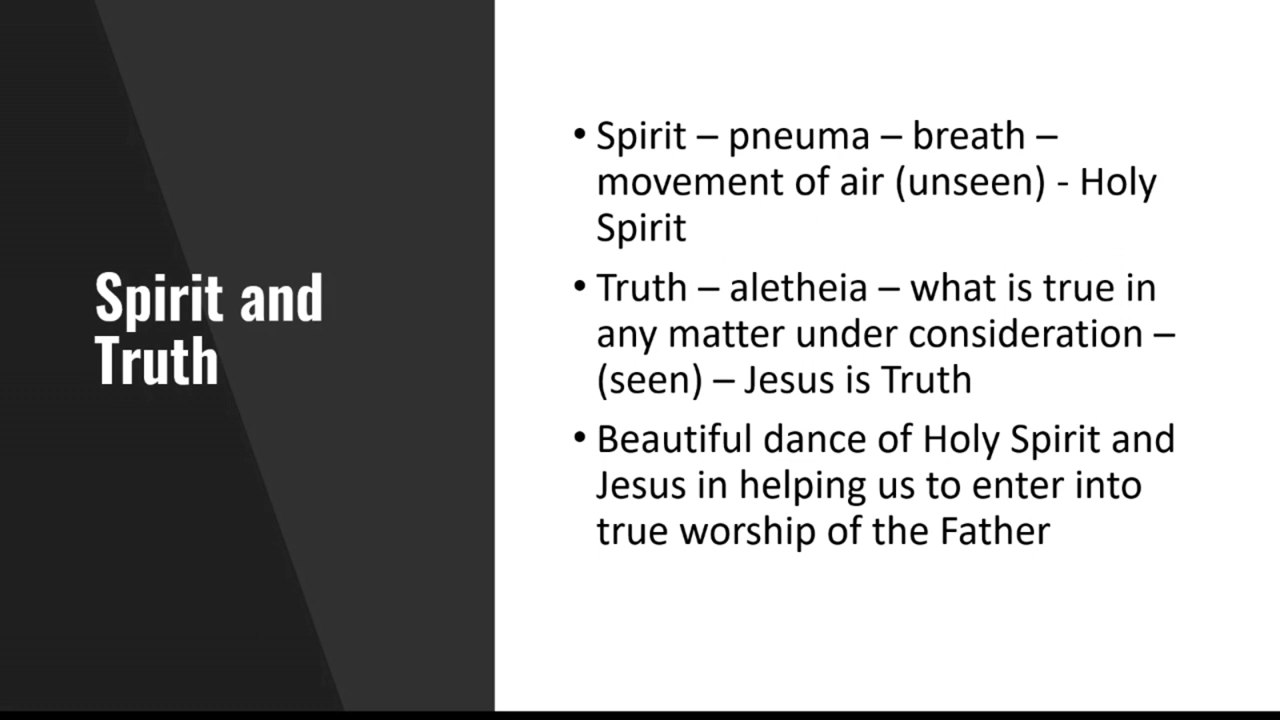 Spirit and
Truth
• Spirit – pneuma – breath –
movement of air (unseen) - Holy
Spirit
• Truth – aletheia – what is true in
any matter under consideration –
(seen) – Jesus is Truth
• Beautiful dance of Holy Spirit and
Jesus in helping us to enter into
true worship of the Father